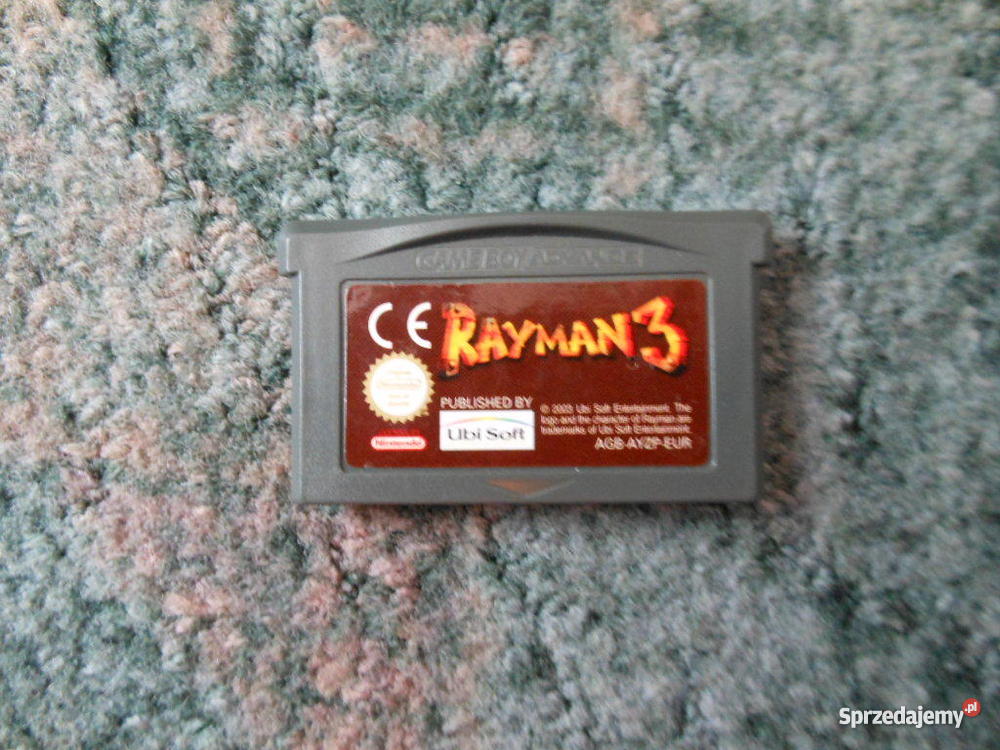 GAME BOY ADVANCE
CE
RAYMAN 3
Nintendo
PUBLISHED BY
Ubi Soft
© 2003 Ubi Soft Entertainment. The
logo and the character of Rayman are
trademarks of Ubi Soft Entertainment.
AGB-AYZP-EUR
Nintendo
Sprzedajemy.pl